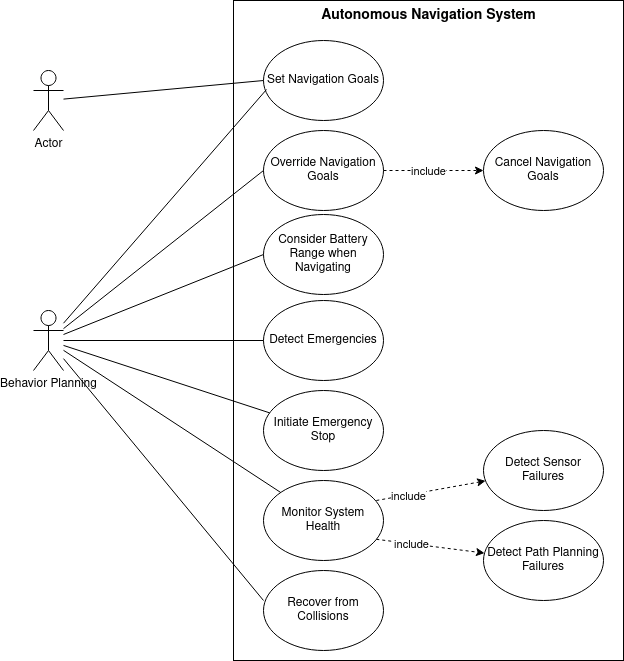 Autonomous Navigation System
Set Navigation Goals
Actor
Override Navigation
Goals
include
Cancel Navigation
Goals
Consider Battery
Range when
Navigating
Detect Emergencies
Behavior Planning
Initiate Emergency
Stop
Detect Sensor
Failures
include
Monitor System
Health
include
Detect Path Planning
Failures
Recover from
Collisions